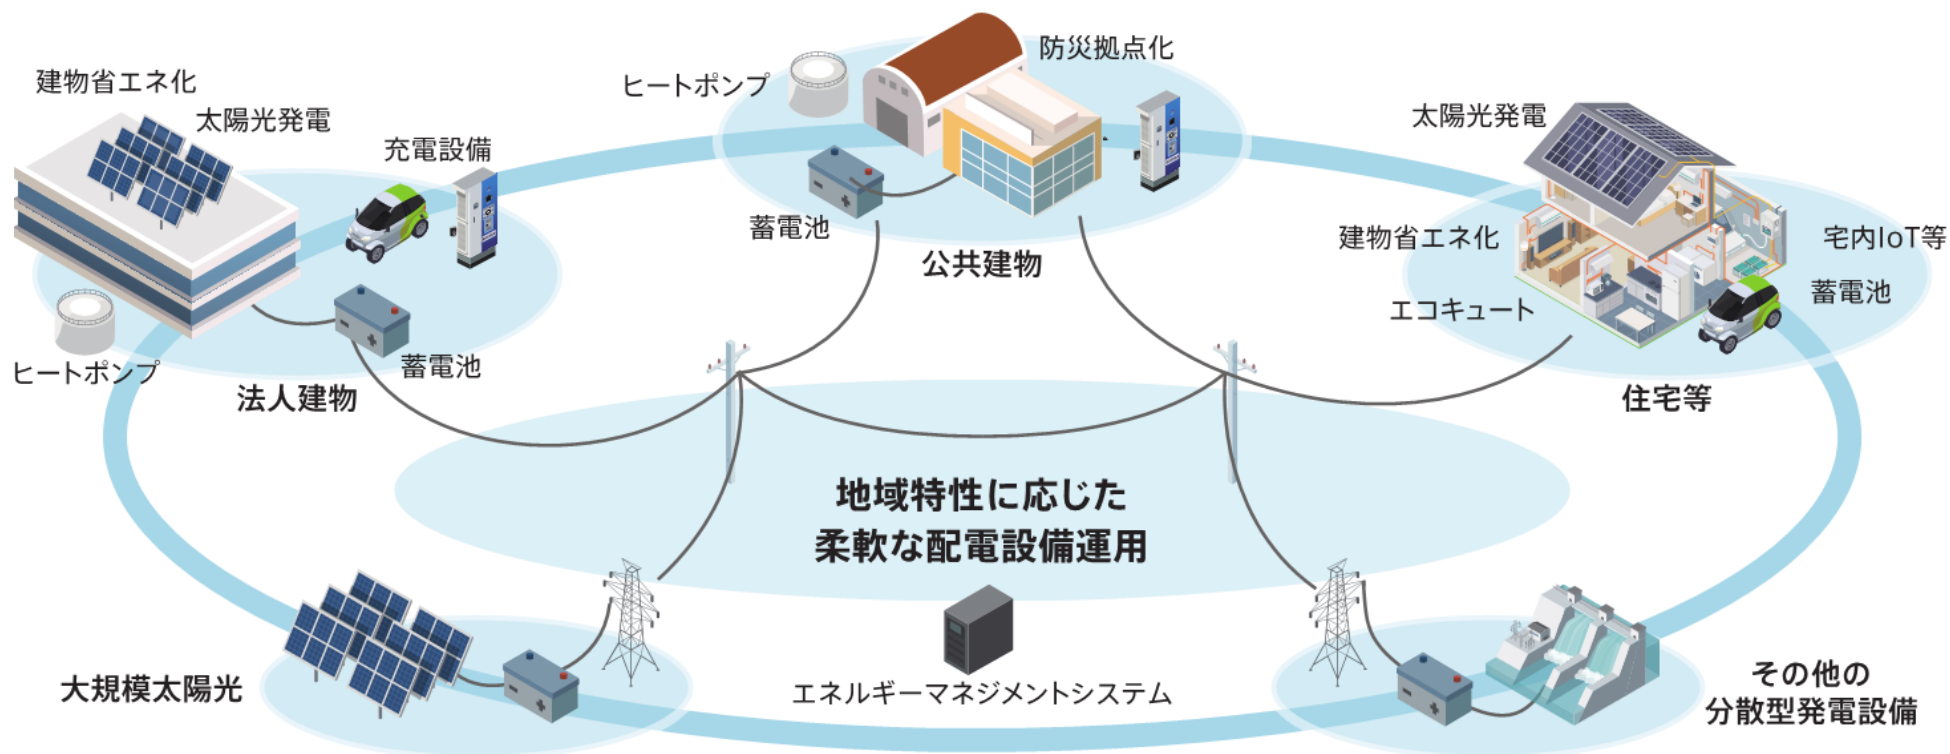 建物省エネ化
太陽光発電
充電設備
ヒートポンプ
蓄電池
法人建物
ヒートポンプ
防災拠点化
蓄電池
公共建物
太陽光発電
建物省エネ化
宅内IoT等
エコキュート
蓄電池
住宅等
地域特性に応じた
柔軟な配電設備運用
大規模太陽光
エネルギーマネジメントシステム
その他の
分散型発電設備